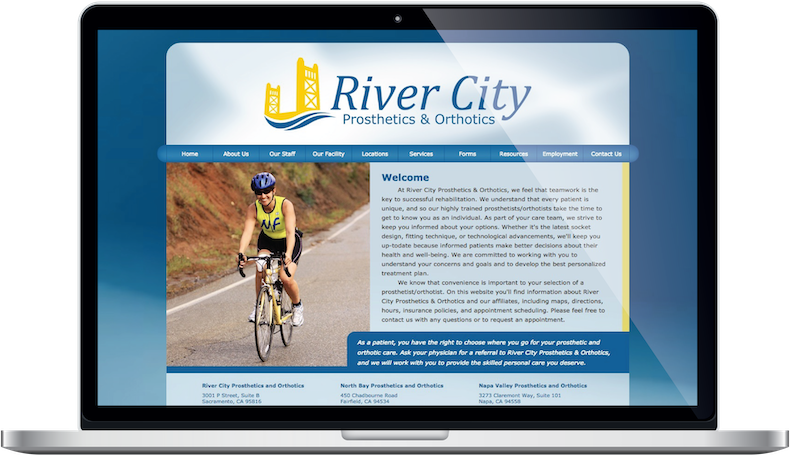 River City
Prosthetics & Orthotics
Home About Us Our Staff Our Facility Locations Services Forms Resources Employment Contact Us
Welcome
At River City Prosthetics & Orthotics, we feel that teamwork is the
key to successful rehabilitation. We understand that every patient is
unique, and so our highly trained prosthetists/orthotists take the time to
get to know you as an individual. As part of your care team, we strive to
keep you informed about your options. Whether it's the latest socket
design, fitting technique, or technological advancements, we'll keep you
up-todate because informed patients make better decisions about their
health and well-being. We are committed to working with you to
understand your concerns and goals and to develop the best personalized
treatment plan.
We know that convenience is important to your selection of a
prosthetist/orthotist. On this website you'll find information about River
City Prosthetics & Orthotics and our affiliates, including maps, directions,
hours, insurance policies, and appointment scheduling. Please feel free to
contact us with any questions or to request an appointment.
NF
As a patient, you have the right to choose where you go for your prosthetic and
orthotic care. Ask your physician for a referral to River City Prosthetics & Orthotics,
and we will work with you to provide the skilled personal care you deserve.
River City Prosthetics and Orthotics
3001 P Street, Suite B
Sacramento, CA 95816
North Bay Prosthetics and Orthotics
450 Chadbourne Road
Fairfield, CA 94534
Napa Valley Prosthetics and Orthotics
3273 Claremont Way, Suite 101
Napa, CA 94558